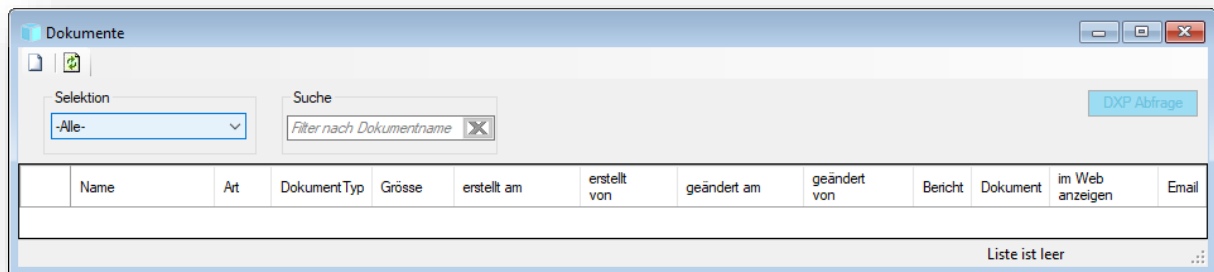 Dokumente
Selektion
Suche
-Alle-
Filter nach Dokumentname
DXP Abfrage
Name
Art
DokumentTyp
Grösse
erstellt am
erstellt
von
geändert am
geändert
von
Bericht
Dokument
im Web
anzeigen
Email
Liste ist leer